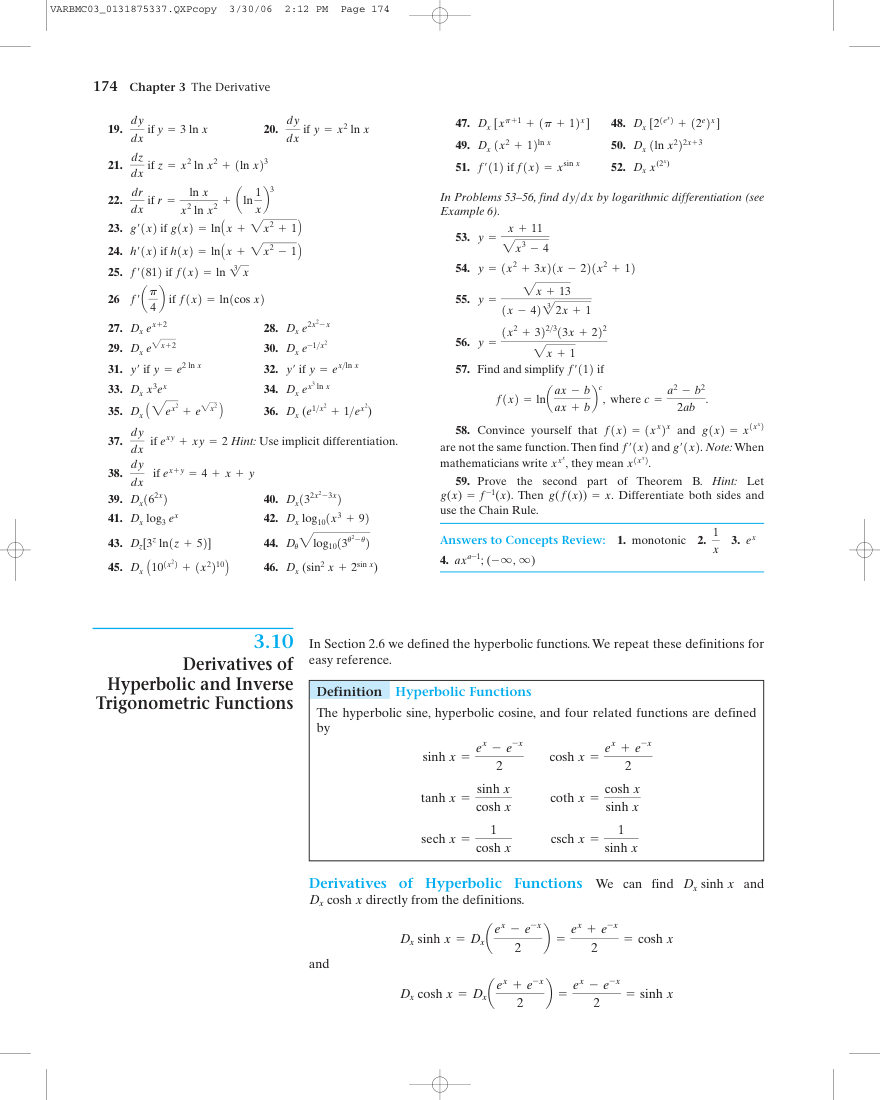 VARBMC03_0131875337.QXPcopy 3/30/06 2:12 PM Page 174
174 Chapter 3 The Derivative
19. dy/dx if y = 3 ln x 20. dy/dx if y = x² ln x
21. dz/dx if z = x² ln x² + (ln x)³
22. dr/dx if r = ln x/(x² ln x²) + (ln 1/x)³
23. g′(x) if g(x) = ln(x + √(x² + 1))
24. h′(x) if h(x) = ln(x + √(x² − 1))
25. f′(81) if f(x) = ln ∛x
26 f′(π/4) if f(x) = ln(cos x)
27. Dₓ e^(x+2) 28. Dₓ e^(2x²−x)
29. Dₓ e^√(x+2) 30. Dₓ e^(−1/x²)
31. y′ if y = e^(2 ln x) 32. y′ if y = e^(x/ln x)
33. Dₓ x³eˣ 34. Dₓ e^(x³ ln x)
35. Dₓ (√(e^(x²)) + e^√(x²)) 36. Dₓ (e^(1/x²) + 1/e^(x²))
37. dy/dx if e^(xy) + xy = 2 Hint: Use implicit differentiation.
38. dy/dx if e^(x+y) = 4 + x + y
39. Dₓ(6^(2x)) 40. Dₓ(3^(2x²−3x))
41. Dₓ log₃ eˣ 42. Dₓ log₁₀(x³ + 9)
43. D_z[3^z ln(z + 5)] 44. D_θ √(log₁₀(3^(θ²−θ)))
45. Dₓ (10^(x²) + (x²)^10) 46. Dₓ (sin² x + 2^(sin x))
47. Dₓ [x^(π+1) + (π + 1)ˣ] 48. Dₓ [2^(eˣ) + (2ᵉ)ˣ]
49. Dₓ (x² + 1)^(ln x) 50. Dₓ (ln x²)^(2x+3)
51. f′(1) if f(x) = x^(sin x) 52. Dₓ x^(2ˣ)
In Problems 53–56, find dy/dx by logarithmic differentiation (see
Example 6).
53. y = (x + 11)/√(x³ − 4)
54. y = (x² + 3x)(x − 2)(x² + 1)
55. y = √(x + 13)/((x − 4)∛(2x + 1))
56. y = (x² + 3)^(2/3)(3x + 2)²/√(x + 1)
57. Find and simplify f′(1) if
f(x) = ln((ax − b)/(ax + b))^c, where c = (a² − b²)/2ab.
58. Convince yourself that f(x) = (xˣ)ˣ and g(x) = x^(xˣ)
are not the same function. Then find f′(x) and g′(x). Note: When
mathematicians write x^xˣ, they mean x^(xˣ).
59. Prove the second part of Theorem B. Hint: Let
g(x) = f⁻¹(x). Then g(f(x)) = x. Differentiate both sides and
use the Chain Rule.
Answers to Concepts Review: 1. monotonic 2. 1/x 3. eˣ
4. ax^(a−1); (−∞, ∞)
3.10
Derivatives of
Hyperbolic and Inverse
Trigonometric Functions
In Section 2.6 we defined the hyperbolic functions. We repeat these definitions for
easy reference.
Definition Hyperbolic Functions
The hyperbolic sine, hyperbolic cosine, and four related functions are defined
by
sinh x = (eˣ − e⁻ˣ)/2 cosh x = (eˣ + e⁻ˣ)/2
tanh x = sinh x/cosh x coth x = cosh x/sinh x
sech x = 1/cosh x csch x = 1/sinh x
Derivatives of Hyperbolic Functions We can find Dₓ sinh x and
Dₓ cosh x directly from the definitions.
Dₓ sinh x = Dₓ((eˣ − e⁻ˣ)/2) = (eˣ + e⁻ˣ)/2 = cosh x
and
Dₓ cosh x = Dₓ((eˣ + e⁻ˣ)/2) = (eˣ − e⁻ˣ)/2 = sinh x